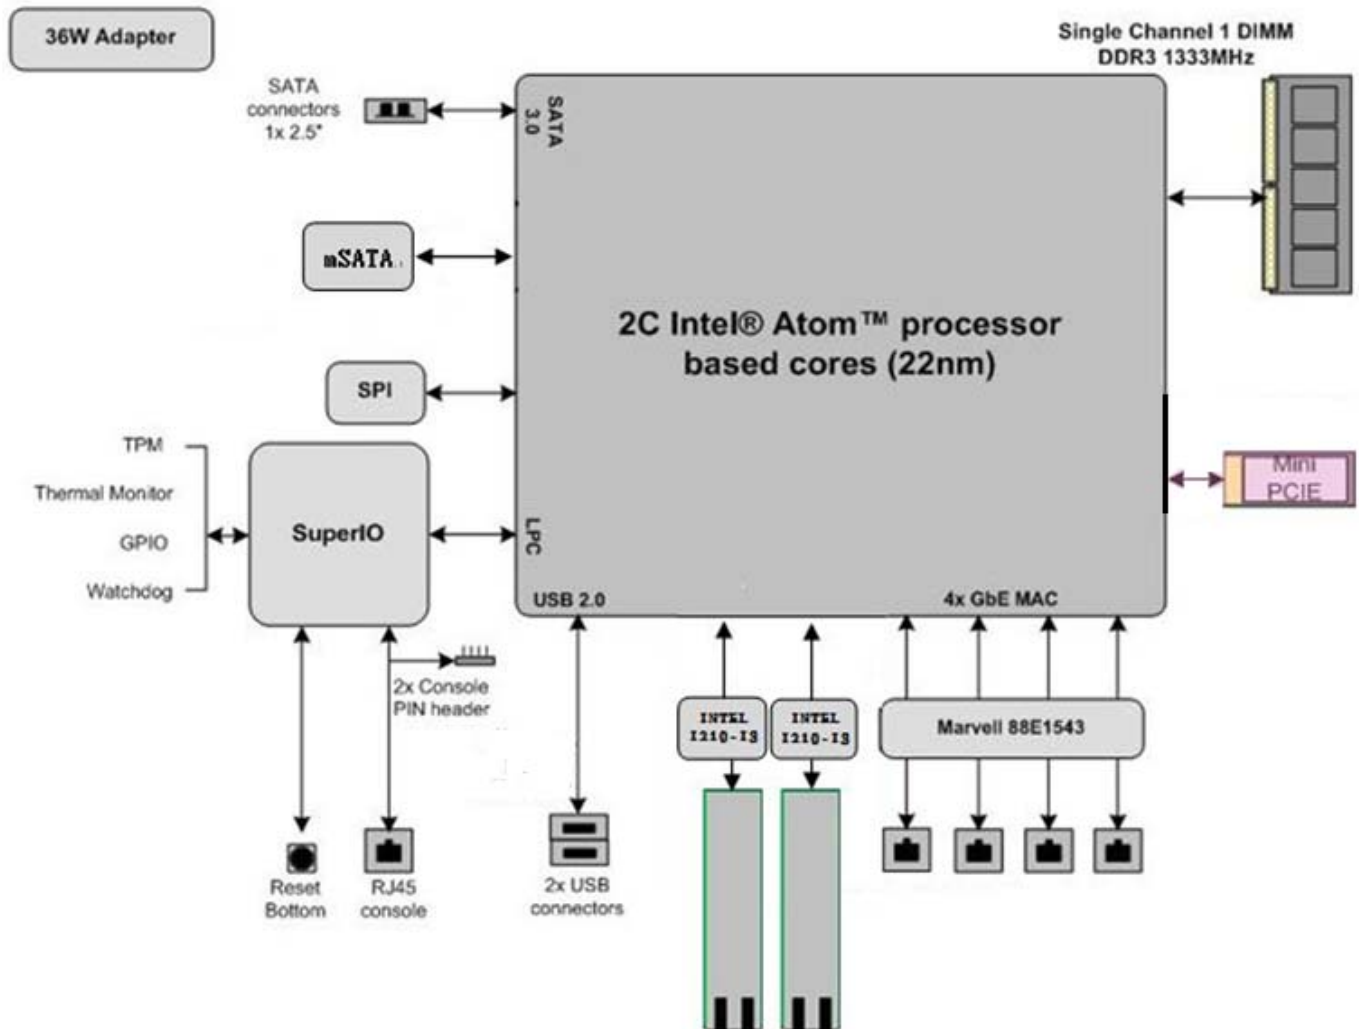 36W Adapter
Single Channel 1 DIMM
DDR3 1333MHz
SATA
connectors
1x 2.5"
SATA
3.0
mSATA
2C Intel® Atom™ processor
based cores (22nm)
SPI
TPM
Thermal Monitor
GPIO
Watchdog
SuperIO
LPC
Mini
PCIE
USB 2.0
4x GbE MAC
2x Console
PIN header
INTEL
I210-IS
INTEL
I210-IS
Marvell 88E1543
Reset
Bottom
RJ45
console
2x USB
connectors